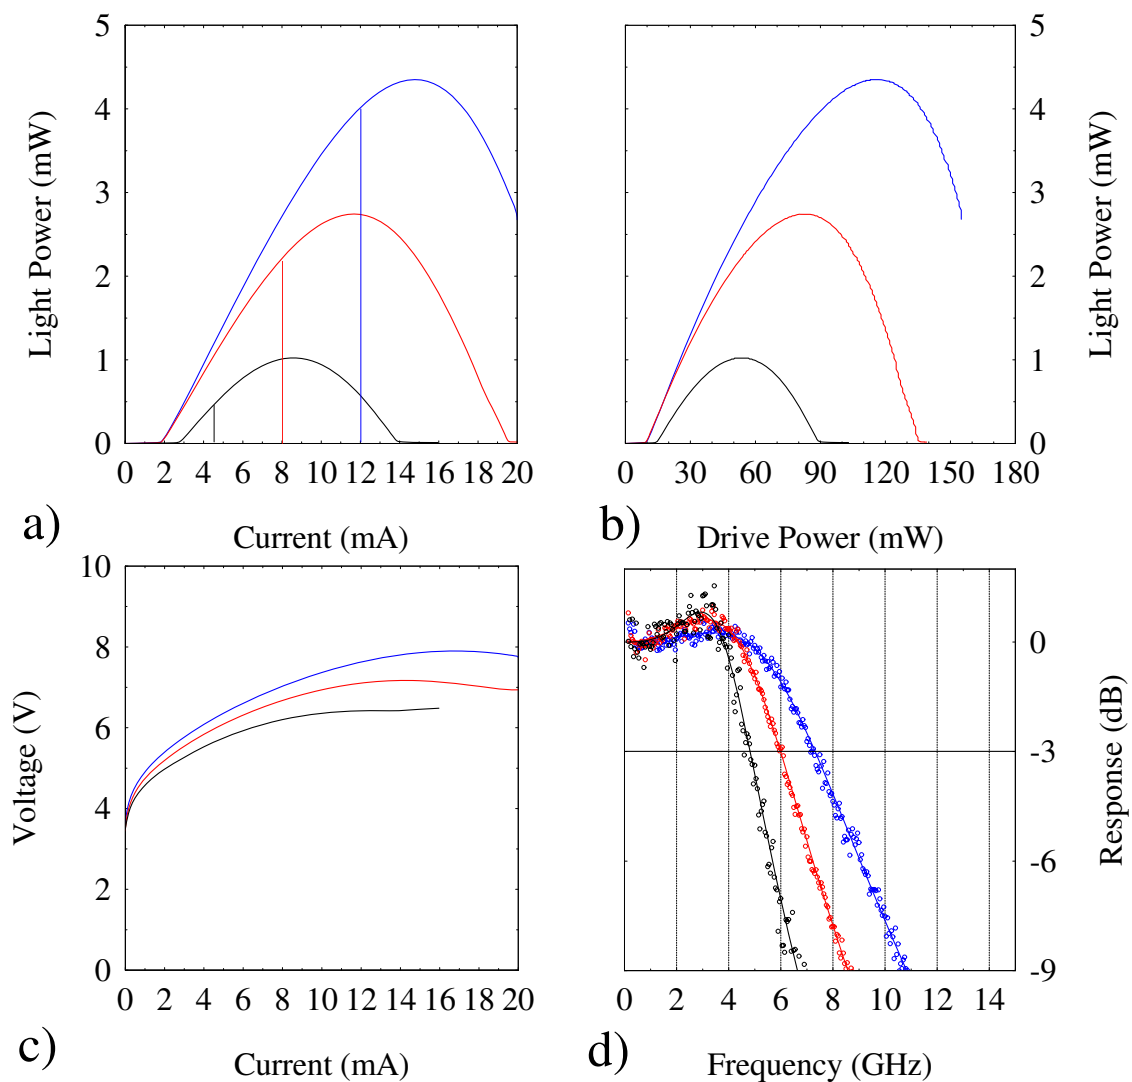 5 5
4 4
3 3
2 2
1 1
0 0
Light Power (mW)
Light Power (mW)
0 2 4 6 8 10 12 14 16 18 20
0 30 60 90 120 150 180
a) Current (mA)
b) Drive Power (mW)
10
8
6
4
2
0
Voltage (V)
0
-3
-6
-9
Response (dB)
0 2 4 6 8 10 12 14 16 18 20
0 2 4 6 8 10 12 14
c) Current (mA)
d) Frequency (GHz)